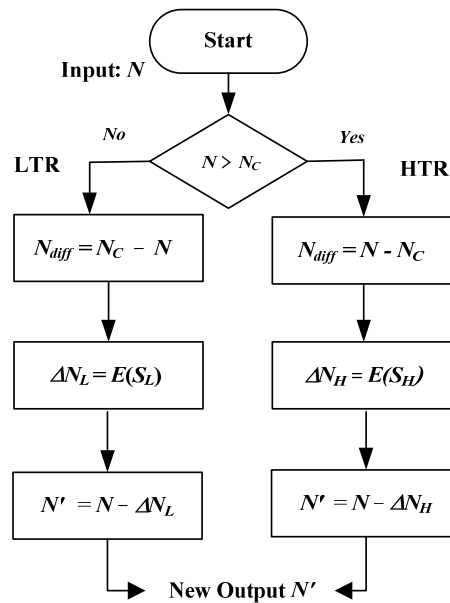 Start
Input: N
No
Yes
N > N_C
LTR
HTR
N_diff = N_C − N
N_diff = N - N_C
ΔN_L = E(S_L)
ΔN_H = E(S_H)
N' = N − ΔN_L
N' = N − ΔN_H
New Output N'